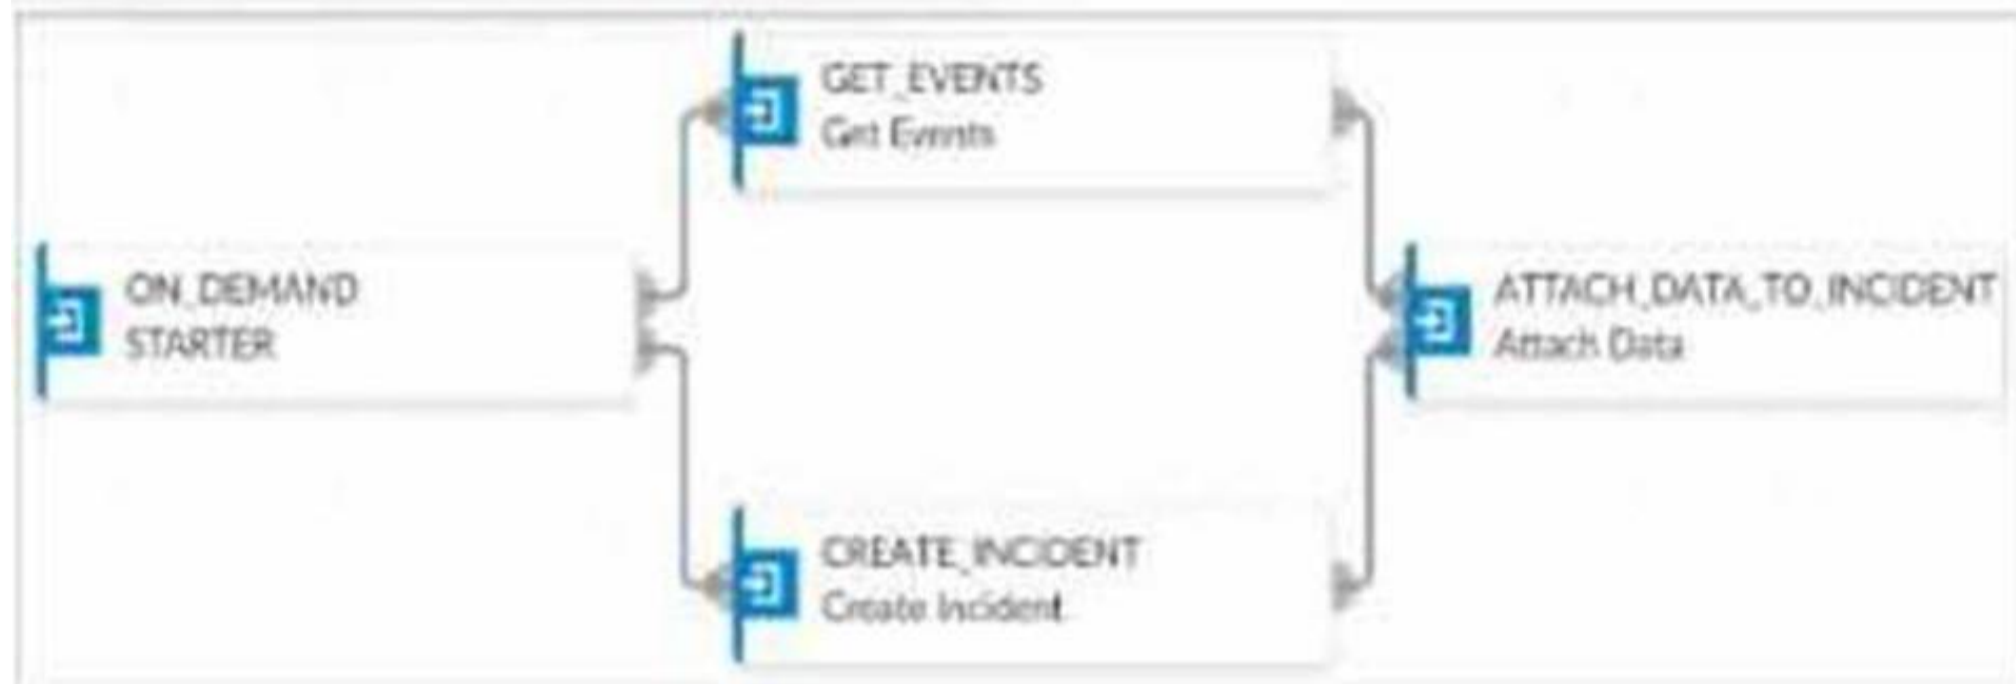 GET_EVENTS
Get Events
ON_DEMAND
STARTER
ATTACH_DATA_TO_INCIDENT
Attach Data
CREATE_INCIDENT
Create Incident